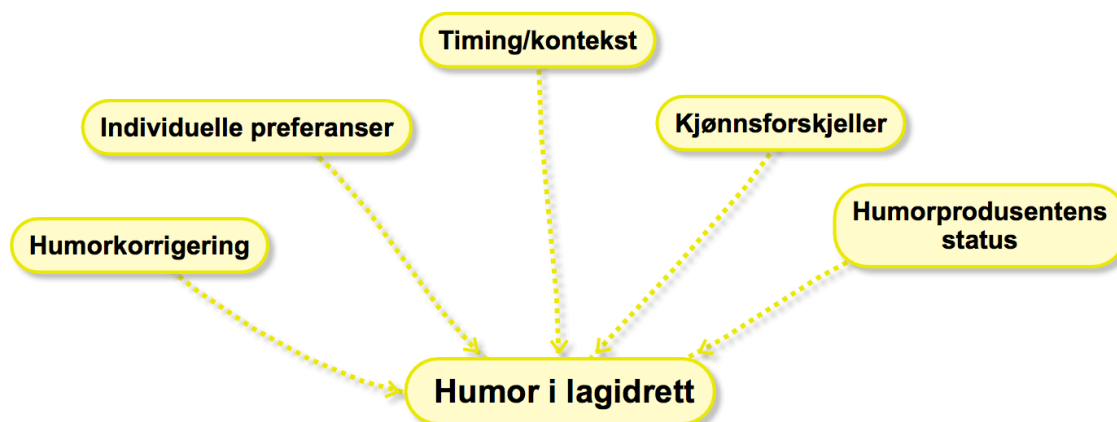 Timing/kontekst
Individuelle preferanser
Kjønnsforskjeller
Humorprodusentens
status
Humorkorrigering
Humor i lagidrett